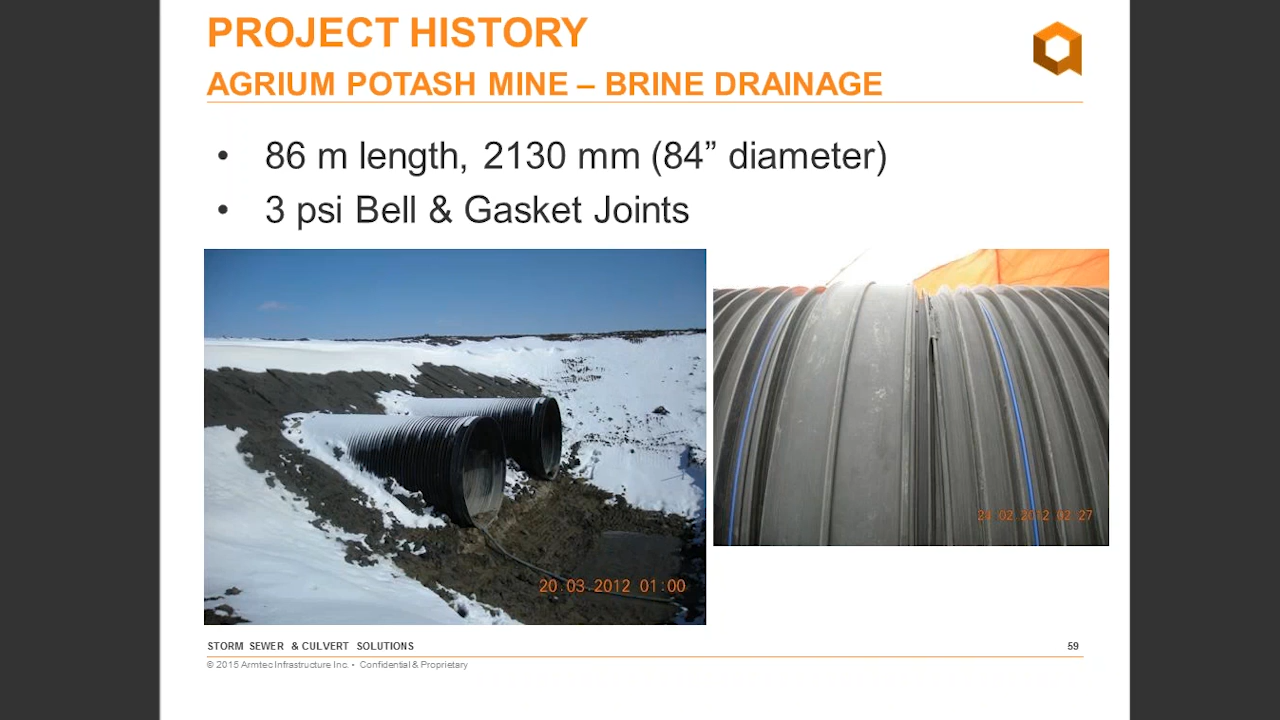 PROJECT HISTORY
AGRIUM POTASH MINE – BRINE DRAINAGE
• 86 m length, 2130 mm (84” diameter)
• 3 psi Bell & Gasket Joints
20.03.2012 01:00
24.02.2012 02:27
STORM SEWER & CULVERT SOLUTIONS
59
© 2015 Armtec Infrastructure Inc. • Confidential & Proprietary